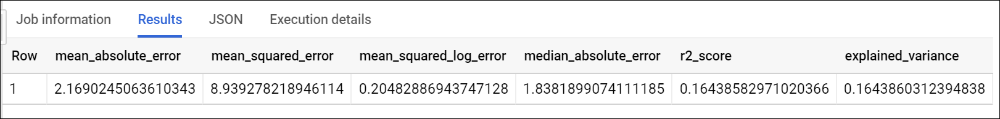 Job information Results JSON Execution details
Row mean_absolute_error mean_squared_error mean_squared_log_error median_absolute_error r2_score explained_variance
1 2.1690245063610343 8.939278218946114 0.20482886943747128 1.8381899074111185 0.16438582971020366 0.1643860312394838